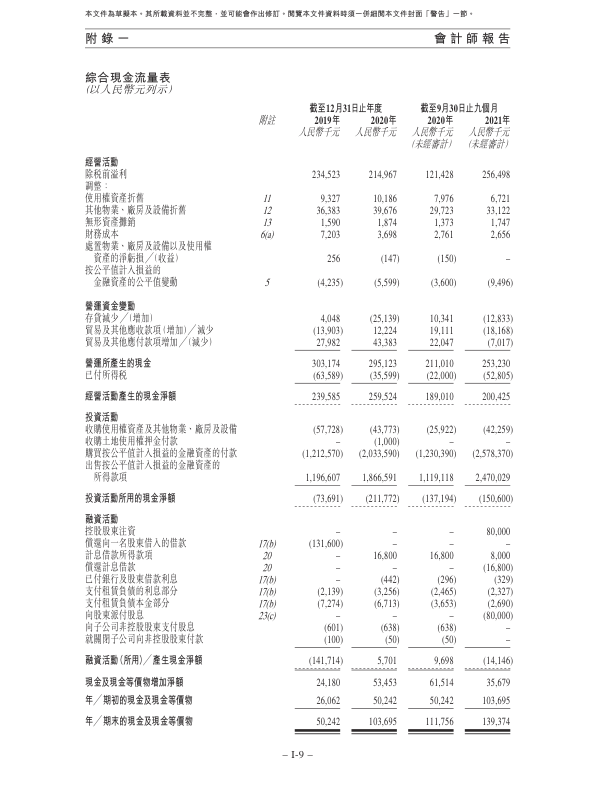 本文件為草擬本。其所載資料並不完整，並可能會作出修訂。閱覽本文件資料時須一併細閱本文件封面「警告」一節。
附錄一 會計師報告
綜合現金流量表
(以人民幣元列示)
截至12月31日止年度 截至9月30日止九個月
附註 2019年 2020年 2020年 2021年
人民幣千元 人民幣千元 人民幣千元 人民幣千元
(未經審計) (未經審計)
經營活動
除稅前溢利 234,523 214,967 121,428 256,498
調整：
使用權資產折舊 11 9,327 10,186 7,976 6,721
其他物業、廠房及設備折舊 12 36,383 39,676 29,723 33,122
無形資產攤銷 13 1,590 1,874 1,373 1,747
財務成本 6(a) 7,203 3,698 2,761 2,656
處置物業、廠房及設備以及使用權
資產的淨虧損╱(收益) 256 (147) (150) –
按公平值計入損益的
金融資產的公平值變動 5 (4,235) (5,599) (3,600) (9,496)
營運資金變動
存貨減少╱(增加) 4,048 (25,139) 10,341 (12,833)
貿易及其他應收款項(增加)╱減少 (13,903) 12,224 19,111 (18,168)
貿易及其他應付款項增加╱(減少) 27,982 43,383 22,047 (7,017)
營運所產生的現金 303,174 295,123 211,010 253,230
已付所得稅 (63,589) (35,599) (22,000) (52,805)
經營活動產生的現金淨額 239,585 259,524 189,010 200,425
投資活動
收購使用權資產及其他物業、廠房及設備 (57,728) (43,773) (25,922) (42,259)
收購土地使用權押金付款 – (1,000) – –
購買按公平值計入損益的金融資產的付款 (1,212,570) (2,033,590) (1,230,390) (2,578,370)
出售按公平值計入損益的金融資產的
所得款項 1,196,607 1,866,591 1,119,118 2,470,029
投資活動所用的現金淨額 (73,691) (211,772) (137,194) (150,600)
融資活動
控股股東注資 – – – 80,000
償還向一名股東借入的借款 17(b) (131,600) – – –
計息借款所得款項 20 – 16,800 16,800 8,000
償還計息借款 20 – – – (16,800)
已付銀行及股東借款利息 17(b) – (442) (296) (329)
支付租賃負債的利息部分 17(b) (2,139) (3,256) (2,465) (2,327)
支付租賃負債本金部分 17(b) (7,274) (6,713) (3,653) (2,690)
向股東派付股息 23(c) – – – (80,000)
向子公司非控股股東支付股息 (601) (638) (638) –
就關閉子公司向非控股股東付款 (100) (50) (50) –
融資活動(所用)╱產生現金淨額 (141,714) 5,701 9,698 (14,146)
現金及現金等價物增加淨額 24,180 53,453 61,514 35,679
年╱期初的現金及現金等價物 26,062 50,242 50,242 103,695
年╱期末的現金及現金等價物 50,242 103,695 111,756 139,374
– I-9 –